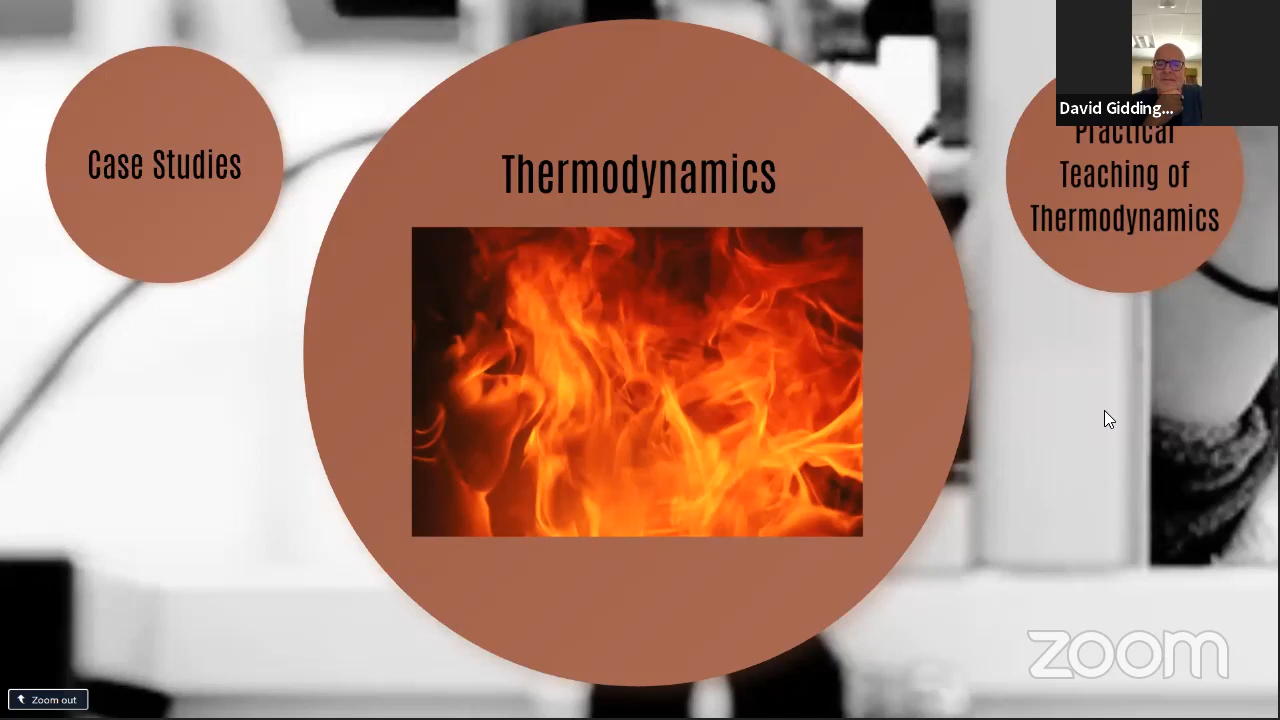 David Gidding...
Case Studies
Thermodynamics
Practical
Teaching of
Thermodynamics
zoom
Zoom out